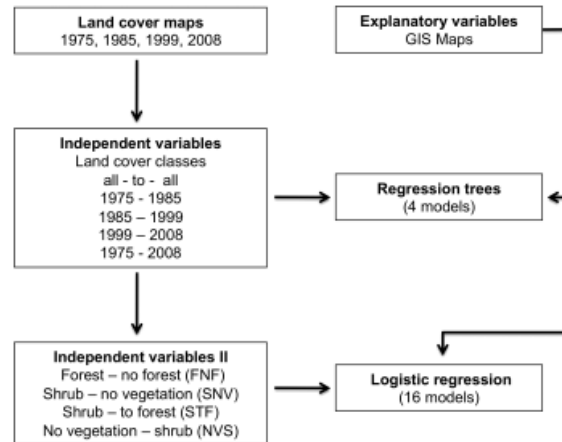 Land cover maps
1975, 1985, 1999, 2008
Explanatory variables
GIS Maps
Independent variables
Land cover classes
all - to - all
1975 - 1985
1985 – 1999
1999 – 2008
1975 - 2008
Regression trees
(4 models)
Independent variables II
Forest – no forest (FNF)
Shrub – no vegetation (SNV)
Shrub – to forest (STF)
No vegetation – shrub (NVS)
Logistic regression
(16 models)